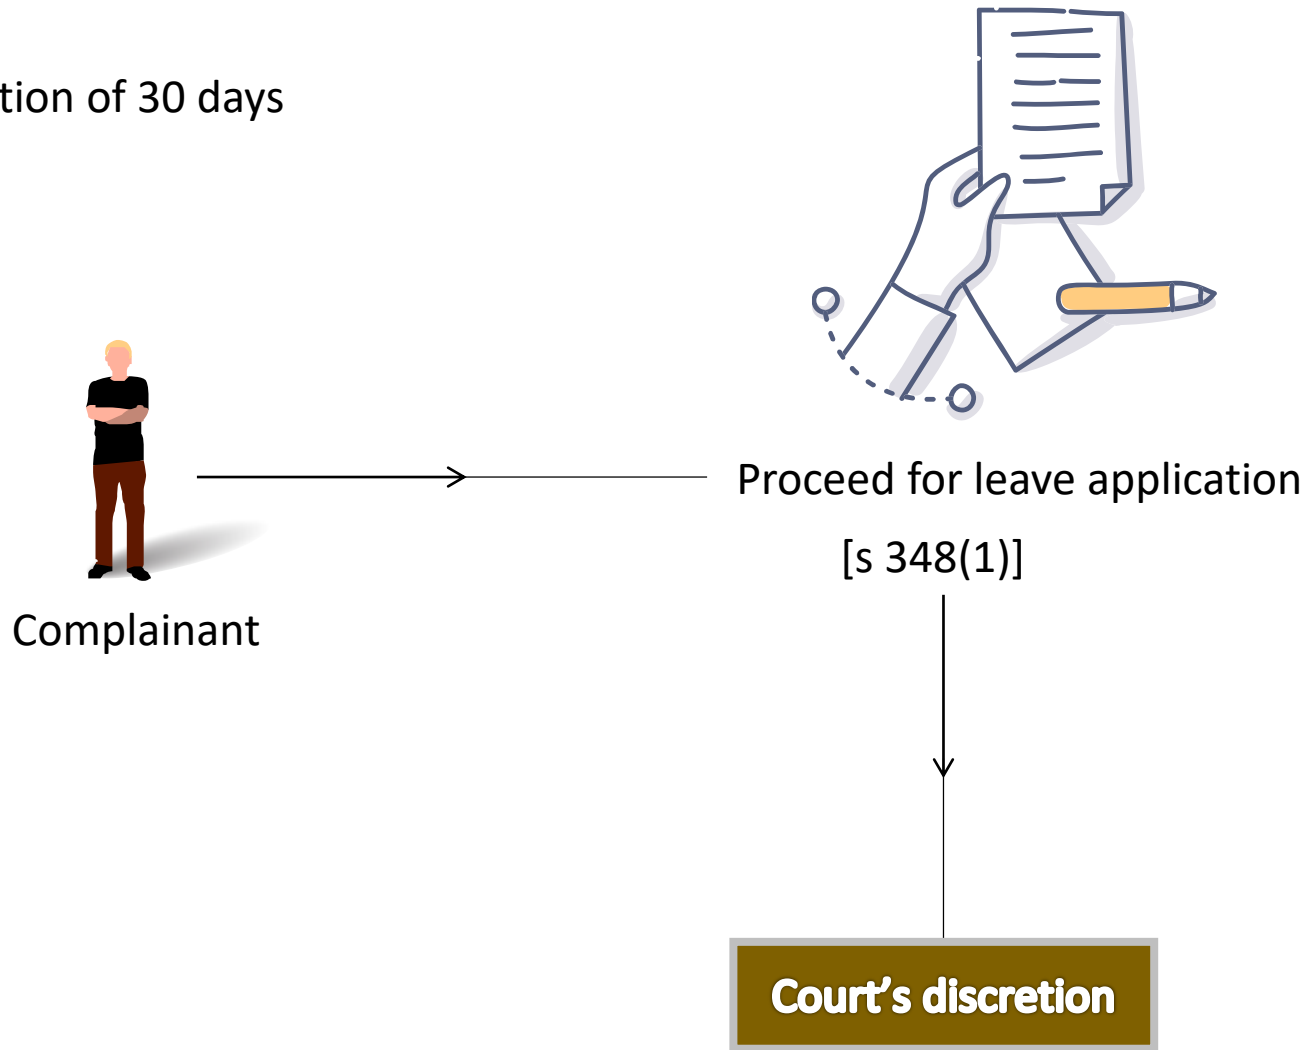 tion of 30 days
Proceed for leave application
[s 348(1)]
Complainant
Court’s discretion